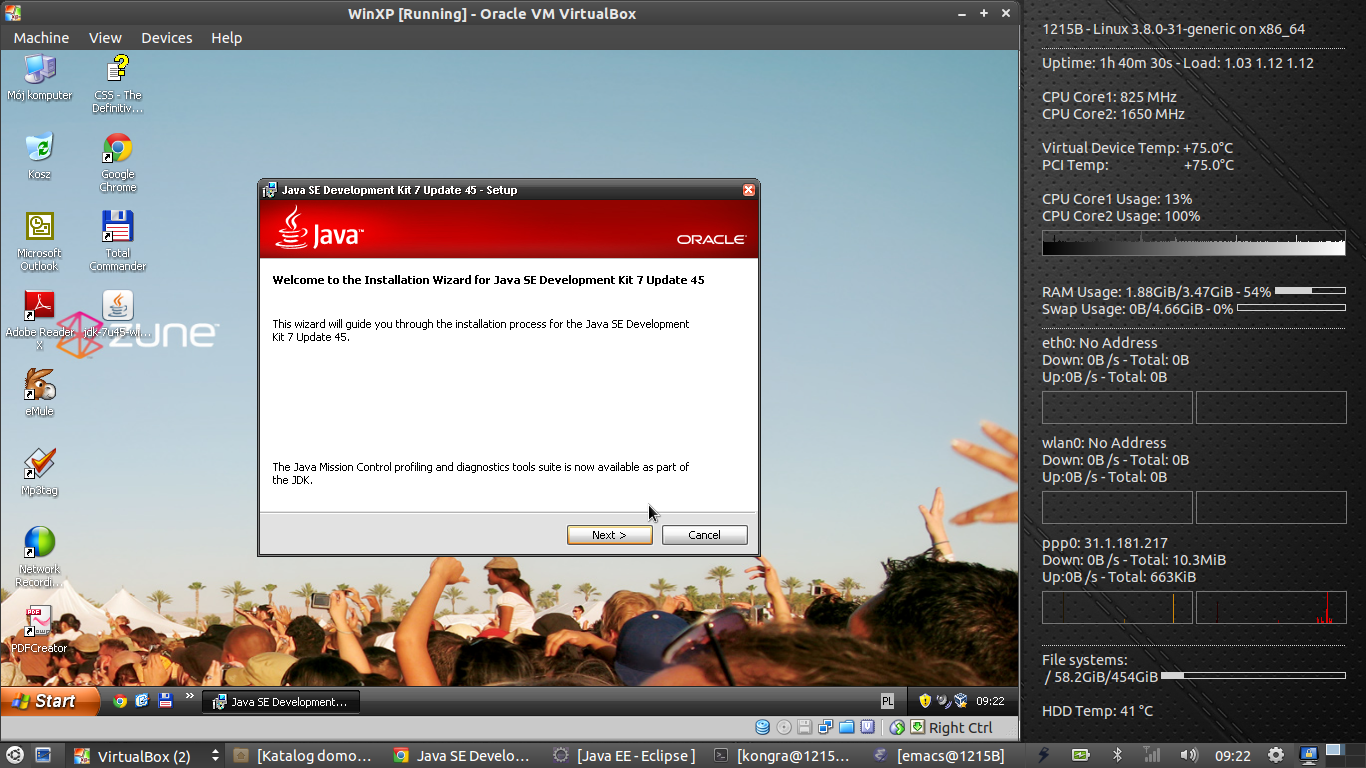 WinXP [Running] - Oracle VM VirtualBox
Machine View Devices Help
Mój komputer
CSS - The
Definitiv...
Kosz
Google
Chrome
Microsoft
Outlook
Total
Commander
Adobe Reader
X
jdk-7u45-wi...
zune™
eMule
Mp3tag
Network
Recordi...
PDF
PDFCreator
Java SE Development Kit 7 Update 45 - Setup
Java™
ORACLE®
Welcome to the Installation Wizard for Java SE Development Kit 7 Update 45
This wizard will guide you through the installation process for the Java SE Development
Kit 7 Update 45.
The Java Mission Control profiling and diagnostics tools suite is now available as part of
the JDK.
Next >
Cancel
Start
»
Java SE Development...
PL
09:22
Right Ctrl
1215B - Linux 3.8.0-31-generic on x86_64
Uptime: 1h 40m 30s - Load: 1.03 1.12 1.12
CPU Core1: 825 MHz
CPU Core2: 1650 MHz
Virtual Device Temp: +75.0°C
PCI Temp: +75.0°C
CPU Core1 Usage: 13%
CPU Core2 Usage: 100%
RAM Usage: 1.88GiB/3.47GiB - 54%
Swap Usage: 0B/4.66GiB - 0%
eth0: No Address
Down: 0B /s - Total: 0B
Up:0B /s - Total: 0B
wlan0: No Address
Down: 0B /s - Total: 0B
Up:0B /s - Total: 0B
ppp0: 31.1.181.217
Down: 0B /s - Total: 10.3MiB
Up:0B /s - Total: 663KiB
File systems:
/ 58.2GiB/454GiB
HDD Temp: 41 °C
VirtualBox (2)
[Katalog domo...
Java SE Develo...
[Java EE - Eclipse ]
[kongra@1215...
[emacs@1215B]
09:22